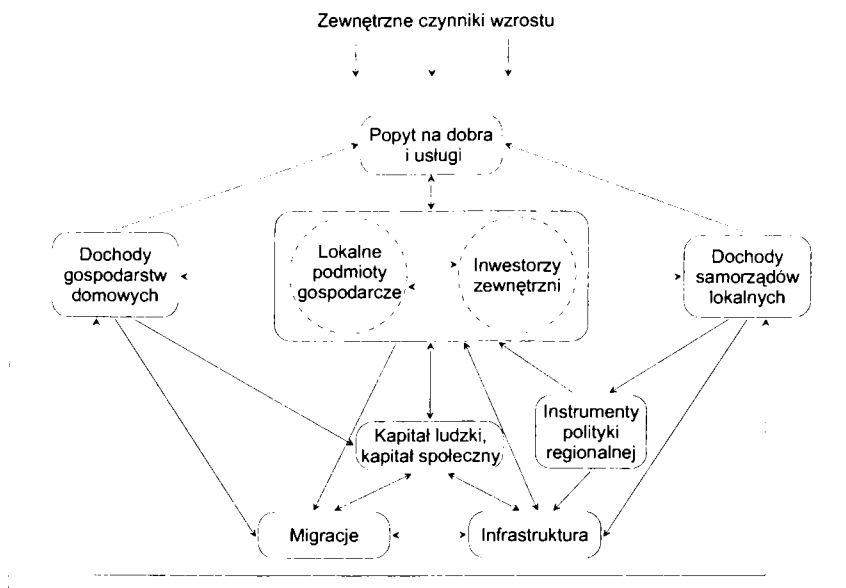 Zewnętrzne czynniki wzrostu
Popyt na dobra
i usługi
Dochody
gospodarstw
domowych
Lokalne
podmioty
gospodarcze
Inwestorzy
zewnętrzni
Dochody
samorządów
lokalnych
Kapitał ludzki,
kapitał społeczny
Instrumenty
polityki
regionalnej
Migracje
Infrastruktura